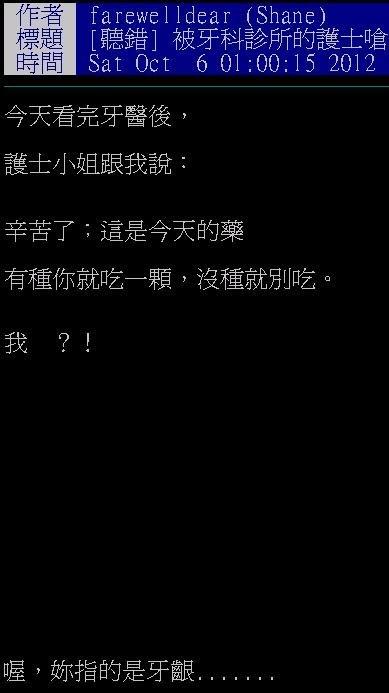 作者 farewelldear (Shane)
標題 [聽錯] 被牙科診所的護士嗆
時間 Sat Oct 6 01:00:15 2012
今天看完牙醫後，
護士小姐跟我說：
辛苦了；這是今天的藥
有種你就吃一顆，沒種就別吃。
我 ？！
喔，妳指的是牙齦.......